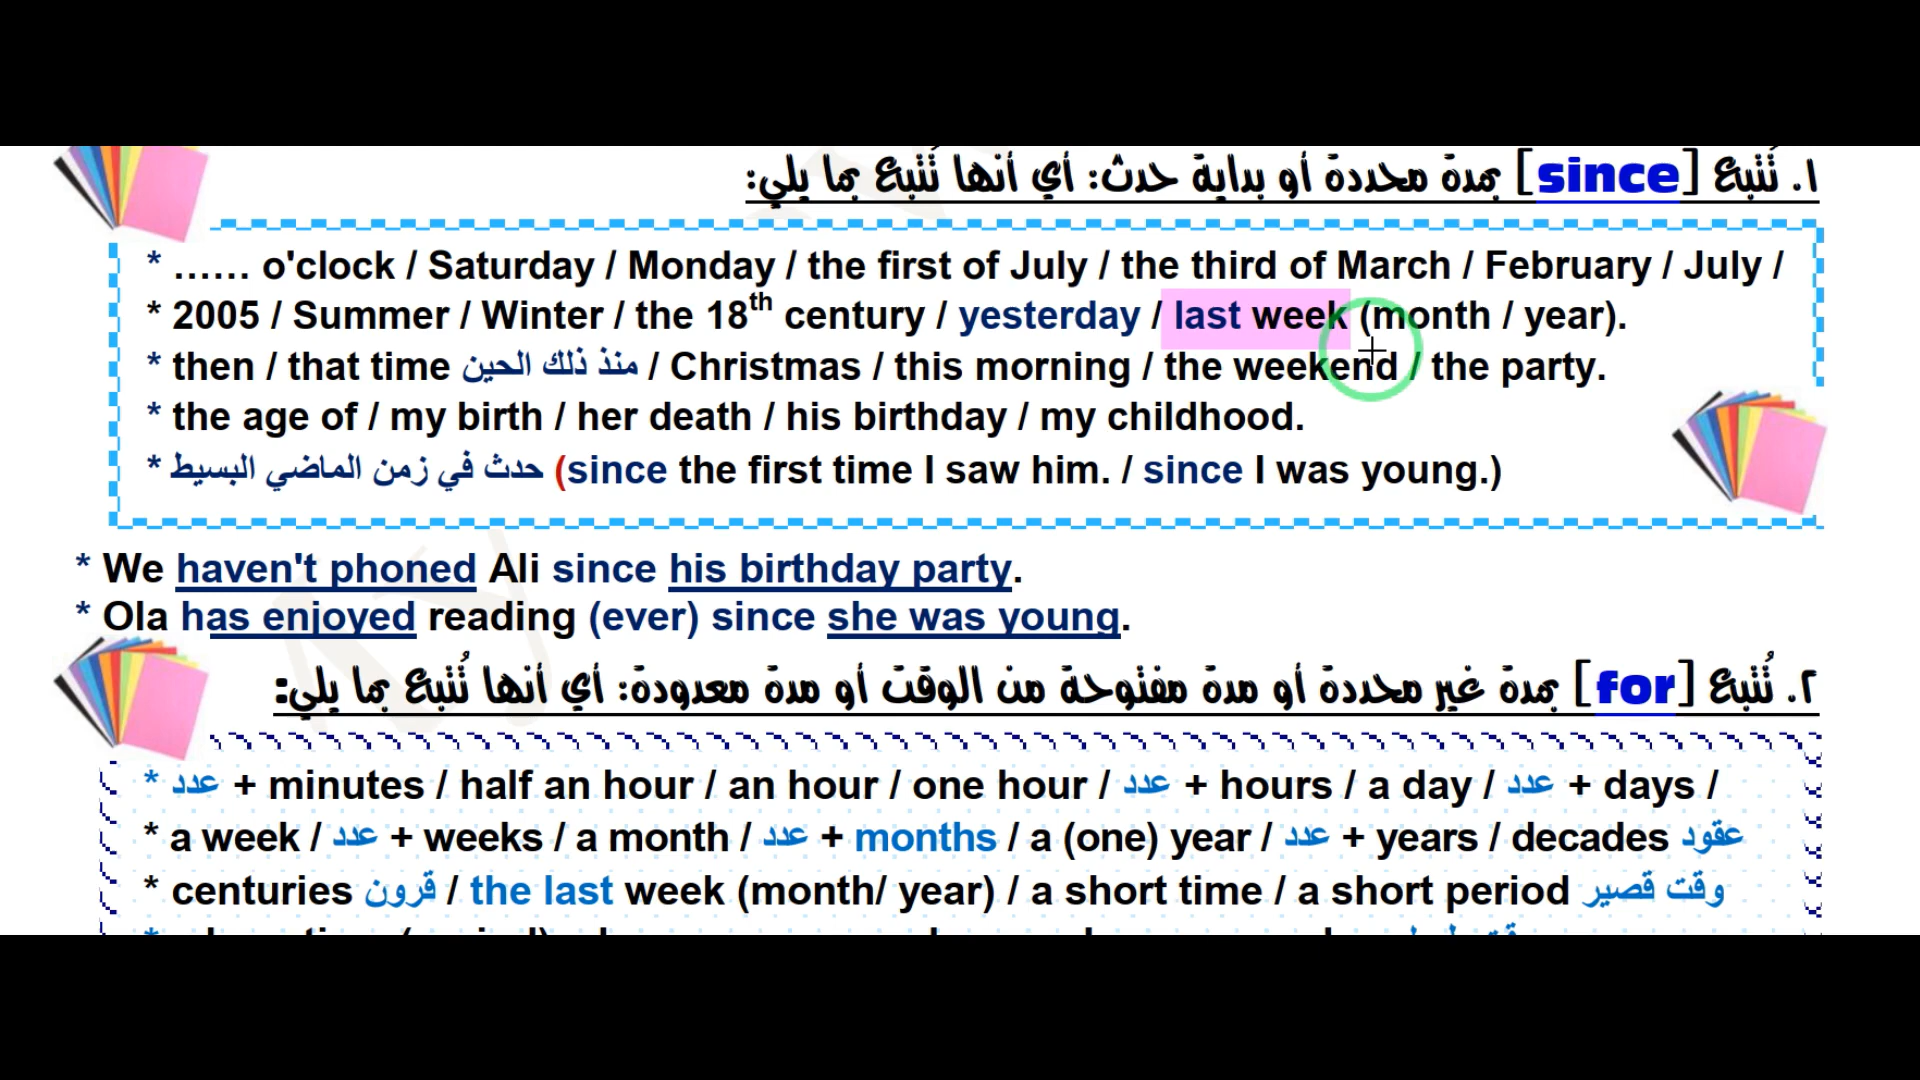 ١. تُتبع [since] بمدة محددة أو بداية حدث: أي أنها تُتبع بما يلي:
* …… o'clock / Saturday / Monday / the first of July / the third of March / February / July /
* 2005 / Summer / Winter / the 18th century / yesterday / last week (month / year).
* then / that time منذ ذلك الحين / Christmas / this morning / the weekend / the party.
* the age of / my birth / her death / his birthday / my childhood.
* حدث في زمن الماضي البسيط (since the first time I saw him. / since I was young.)
* We haven't phoned Ali since his birthday party.
* Ola has enjoyed reading (ever) since she was young.
٢. تُتبع [for] بمدة غير محددة أو مدة مفتوحة من الوقت أو مدة معدودة: أي أنها تُتبع بما يلي:
* عدد + minutes / half an hour / an hour / one hour / عدد + hours / a day / عدد + days /
* a week / عدد + weeks / a month / عدد + months / a (one) year / عدد + years / decades عقود
* centuries قرون / the last week (month/ year) / a short time / a short period وقت قصير